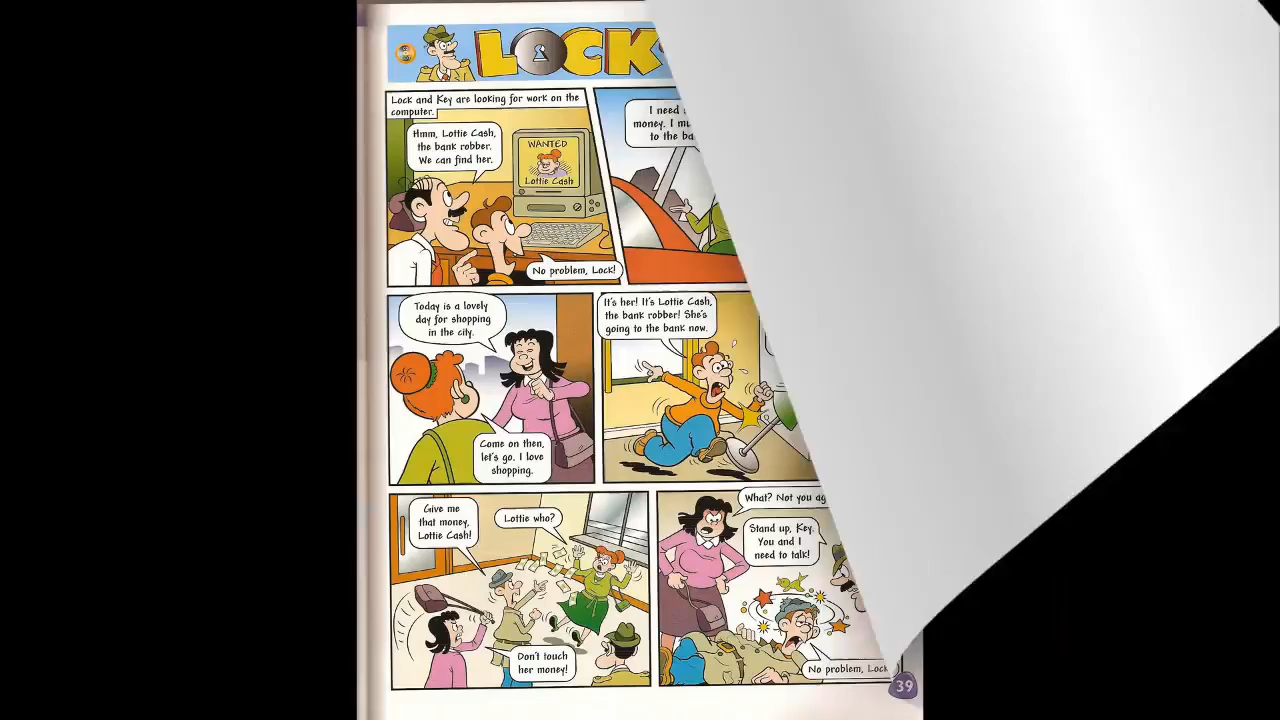 LOCK
Lock and Key are looking for work on the
computer.
Hmm, Lottie Cash,
the bank robber.
We can find her.
WANTED
Lottie Cash
No problem, Lock!
I need
money. I
to the
Today is a lovely
day for shopping
in the city.
Come on then,
let's go. I love
shopping.
It's her! It's Lottie Cash,
the bank robber! She's
going to the bank now.
Give me
that money,
Lottie Cash!
Lottie who?
Don't touch
her money!
What? Not you
Stand up, Key.
You and I
need to talk!
No problem, Lock
39